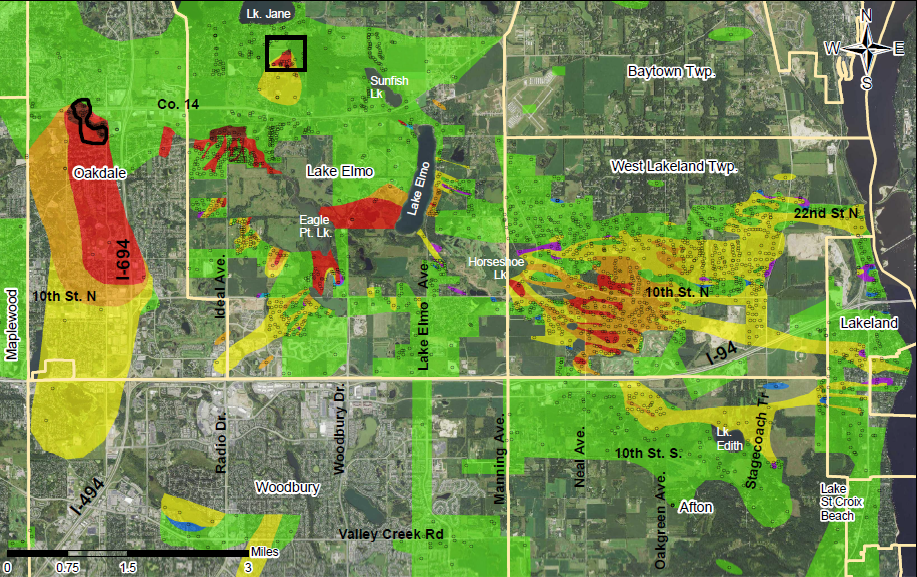 Lk. Jane
N
W
E
S
Baytown Twp.
Sunfish
Lk
Co. 14
Oakdale
Lake Elmo
Lake Elmo
West Lakeland Twp.
22nd St N
Eagle
Pt. Lk.
I-694
Horseshoe
Lk
Ideal Ave.
Lake Elmo Ave
10th St. N
10th St. N
Maplewood
Lakeland
I-94
Radio Dr.
Woodbury Dr.
Manning Ave.
Neal Ave.
Oakgreen Ave.
Stagecoach Tr
Lk.
Edith
10th St. S.
I-494
Woodbury
Afton
Lake
St Croix
Beach
Valley Creek Rd
Miles
0
0.75
1.5
3